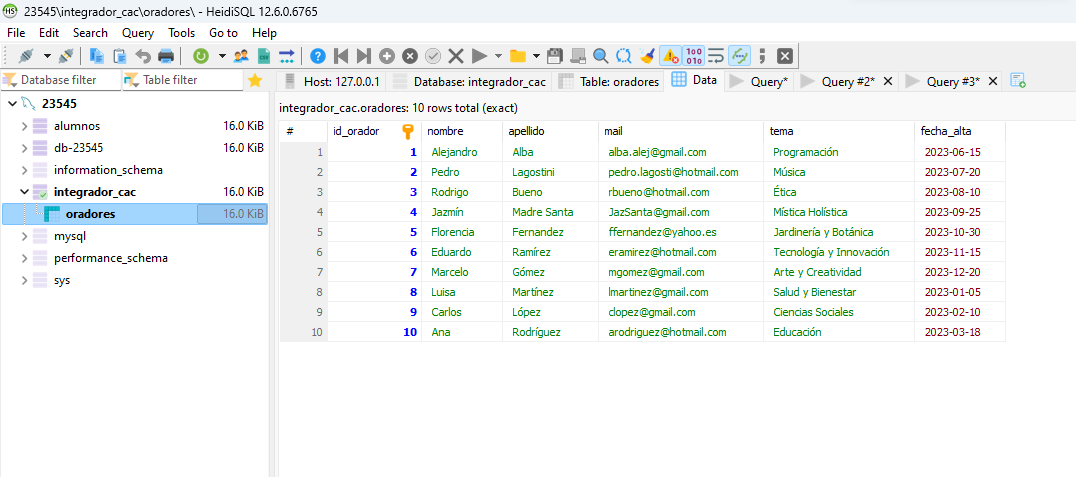 23545\integrador_cac\oradores\ - HeidiSQL 12.6.0.6765
File Edit Search Query Tools Go to Help
Database filter Table filter
Host: 127.0.0.1 Database: integrador_cac Table: oradores Data Query* Query #2* Query #3*
23545
alumnos 16.0 KiB
db-23545 16.0 KiB
information_schema
integrador_cac 16.0 KiB
oradores 16.0 KiB
mysql
performance_schema
sys
integrador_cac.oradores: 10 rows total (exact)
# id_orador nombre apellido mail tema fecha_alta
1 1 Alejandro Alba alba.alej@gmail.com Programación 2023-06-15
2 2 Pedro Lagostini pedro.lagosti@hotmail.com Música 2023-07-20
3 3 Rodrigo Bueno rbueno@hotmail.com Ética 2023-08-10
4 4 Jazmín Madre Santa JazSanta@gmail.com Mística Holística 2023-09-25
5 5 Florencia Fernandez ffernandez@yahoo.es Jardinería y Botánica 2023-10-30
6 6 Eduardo Ramírez eramirez@hotmail.com Tecnología y Innovación 2023-11-15
7 7 Marcelo Gómez mgomez@gmail.com Arte y Creatividad 2023-12-20
8 8 Luisa Martínez lmartinez@gmail.com Salud y Bienestar 2023-01-05
9 9 Carlos López clopez@gmail.com Ciencias Sociales 2023-02-10
10 10 Ana Rodríguez arodriguez@hotmail.com Educación 2023-03-18